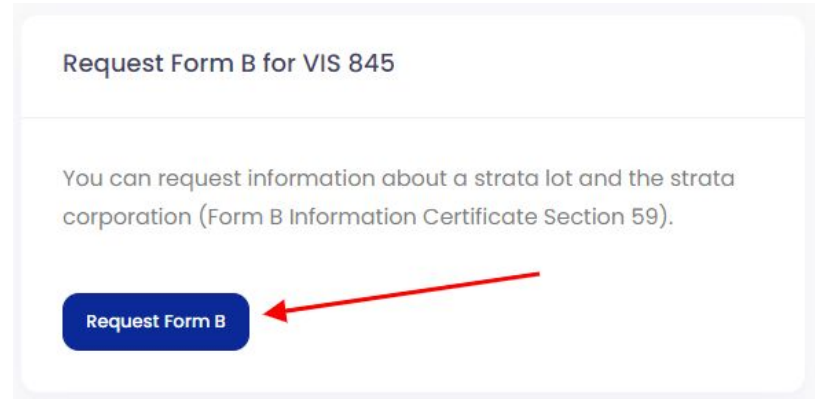 Request Form B for VIS 845
You can request information about a strata lot and the strata
corporation (Form B Information Certificate Section 59).
Request Form B